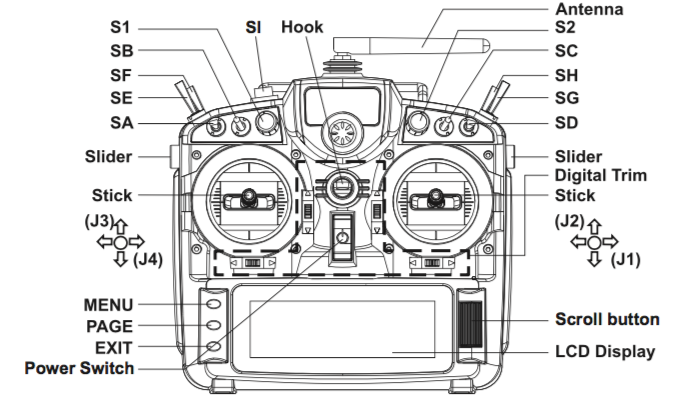 Antenna
S1
SI
Hook
S2
SB
SC
SF
SH
SE
SG
SA
SD
Slider
Slider
Digital Trim
Stick
Stick
(J3)
(J2)
(J4)
(J1)
MENU
PAGE
Scroll button
EXIT
LCD Display
Power Switch